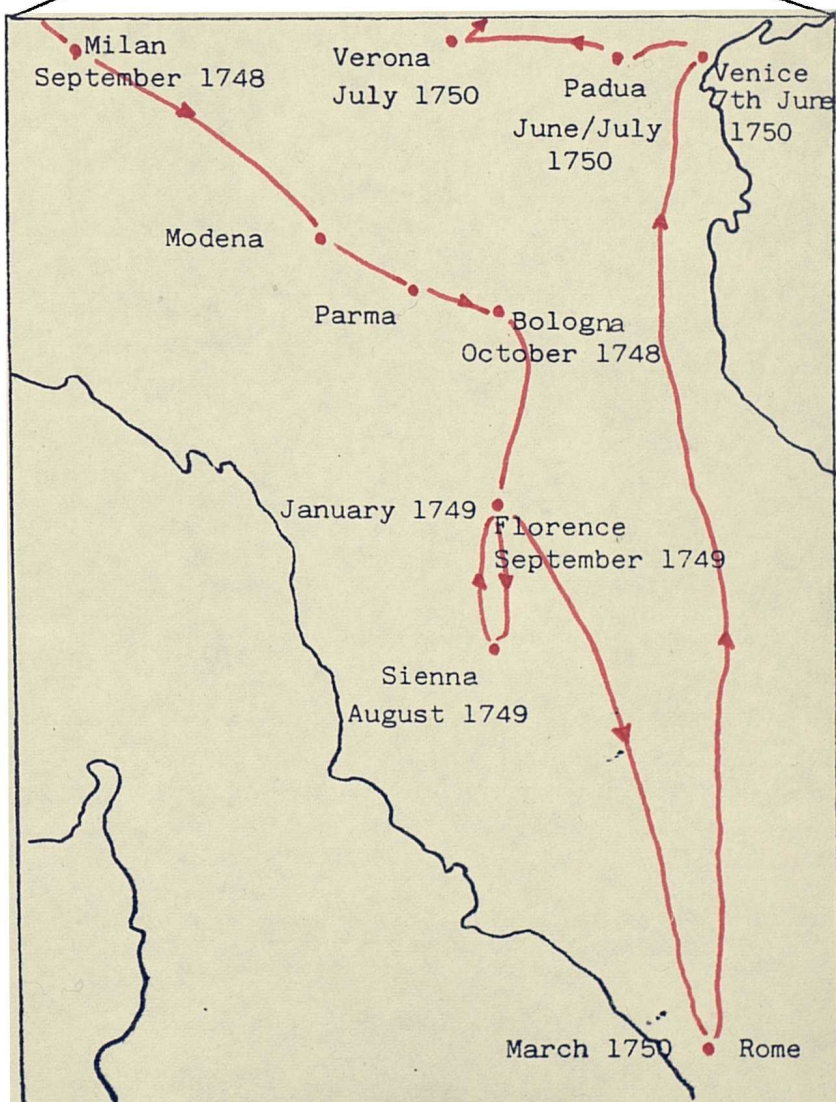 Milan
September 1748
Verona
July 1750
Padua
June/July
1750
Venice
7th June
1750
Modena
Parma
Bologna
October 1748
January 1749
Florence
September 1749
Sienna
August 1749
March 1750
Rome